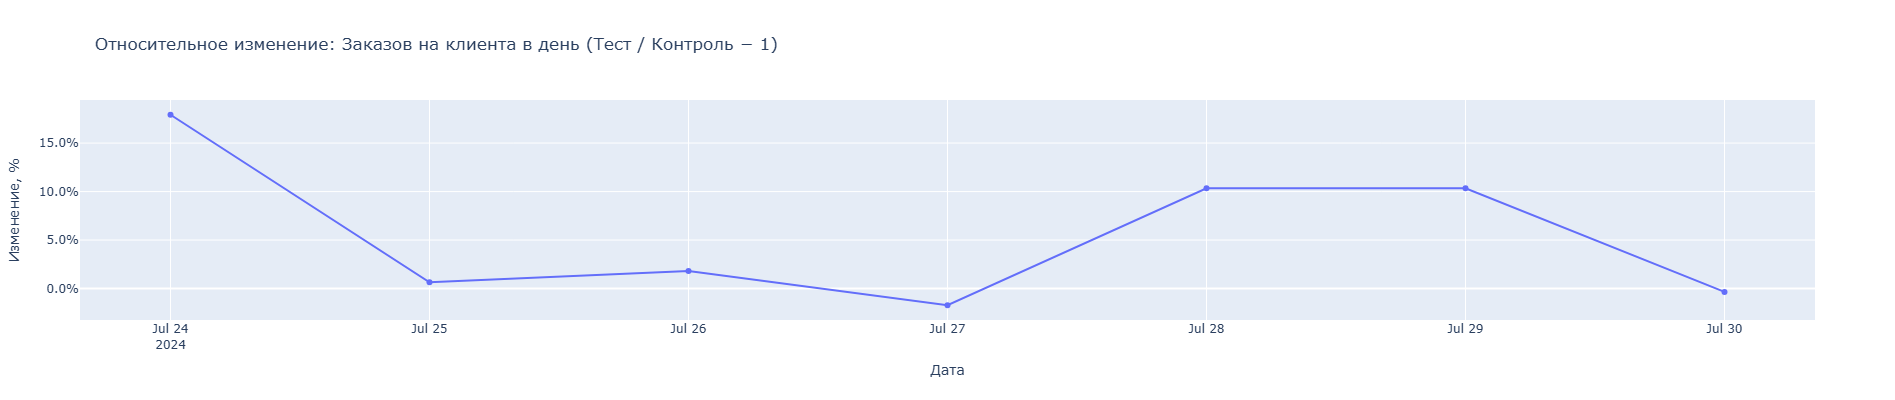 Относительное изменение: Заказов на клиента в день (Тест / Контроль − 1)
Изменение, %
15.0%
10.0%
5.0%
0.0%
Jul 24
2024
Jul 25
Jul 26
Jul 27
Jul 28
Jul 29
Jul 30
Дата